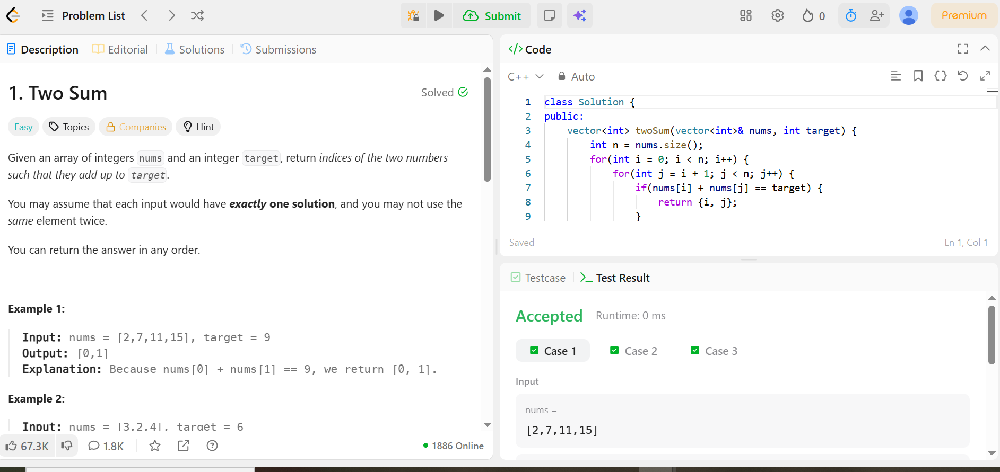 Problem List
Submit
0
Premium
Description
Editorial
Solutions
Submissions
1. Two Sum
Solved
Easy
Topics
Companies
Hint
Given an array of integers nums and an integer target, return indices of the two numbers
such that they add up to target.
You may assume that each input would have exactly one solution, and you may not use the
same element twice.
You can return the answer in any order.
Example 1:
Input: nums = [2,7,11,15], target = 9
Output: [0,1]
Explanation: Because nums[0] + nums[1] == 9, we return [0, 1].
Example 2:
Input: nums = [3,2,4], target = 6
67.3K
1.8K
1886 Online
</> Code
C++
Auto
1 class Solution {
2 public:
3     vector<int> twoSum(vector<int>& nums, int target) {
4         int n = nums.size();
5         for(int i = 0; i < n; i++) {
6             for(int j = i + 1; j < n; j++) {
7                 if(nums[i] + nums[j] == target) {
8                     return {i, j};
9                 }
Saved
Ln 1, Col 1
Testcase
Test Result
Accepted
Runtime: 0 ms
Case 1
Case 2
Case 3
Input
nums =
[2,7,11,15]